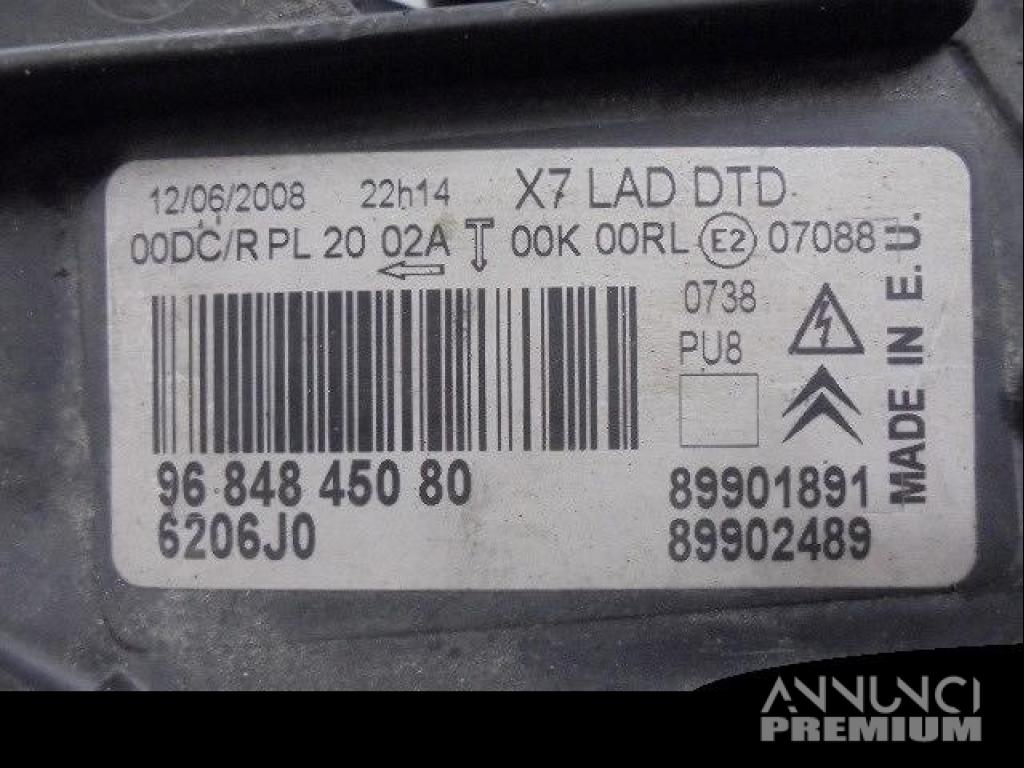 12/06/2008 22h14 X7 LAD DTD
00DC/R PL 20 02A 00K 00RL E2 07088
0738
PU8
MADE IN E.U.
96 848 450 80
6206J0
89901891
89902489
ANNUNCI
PREMIUM